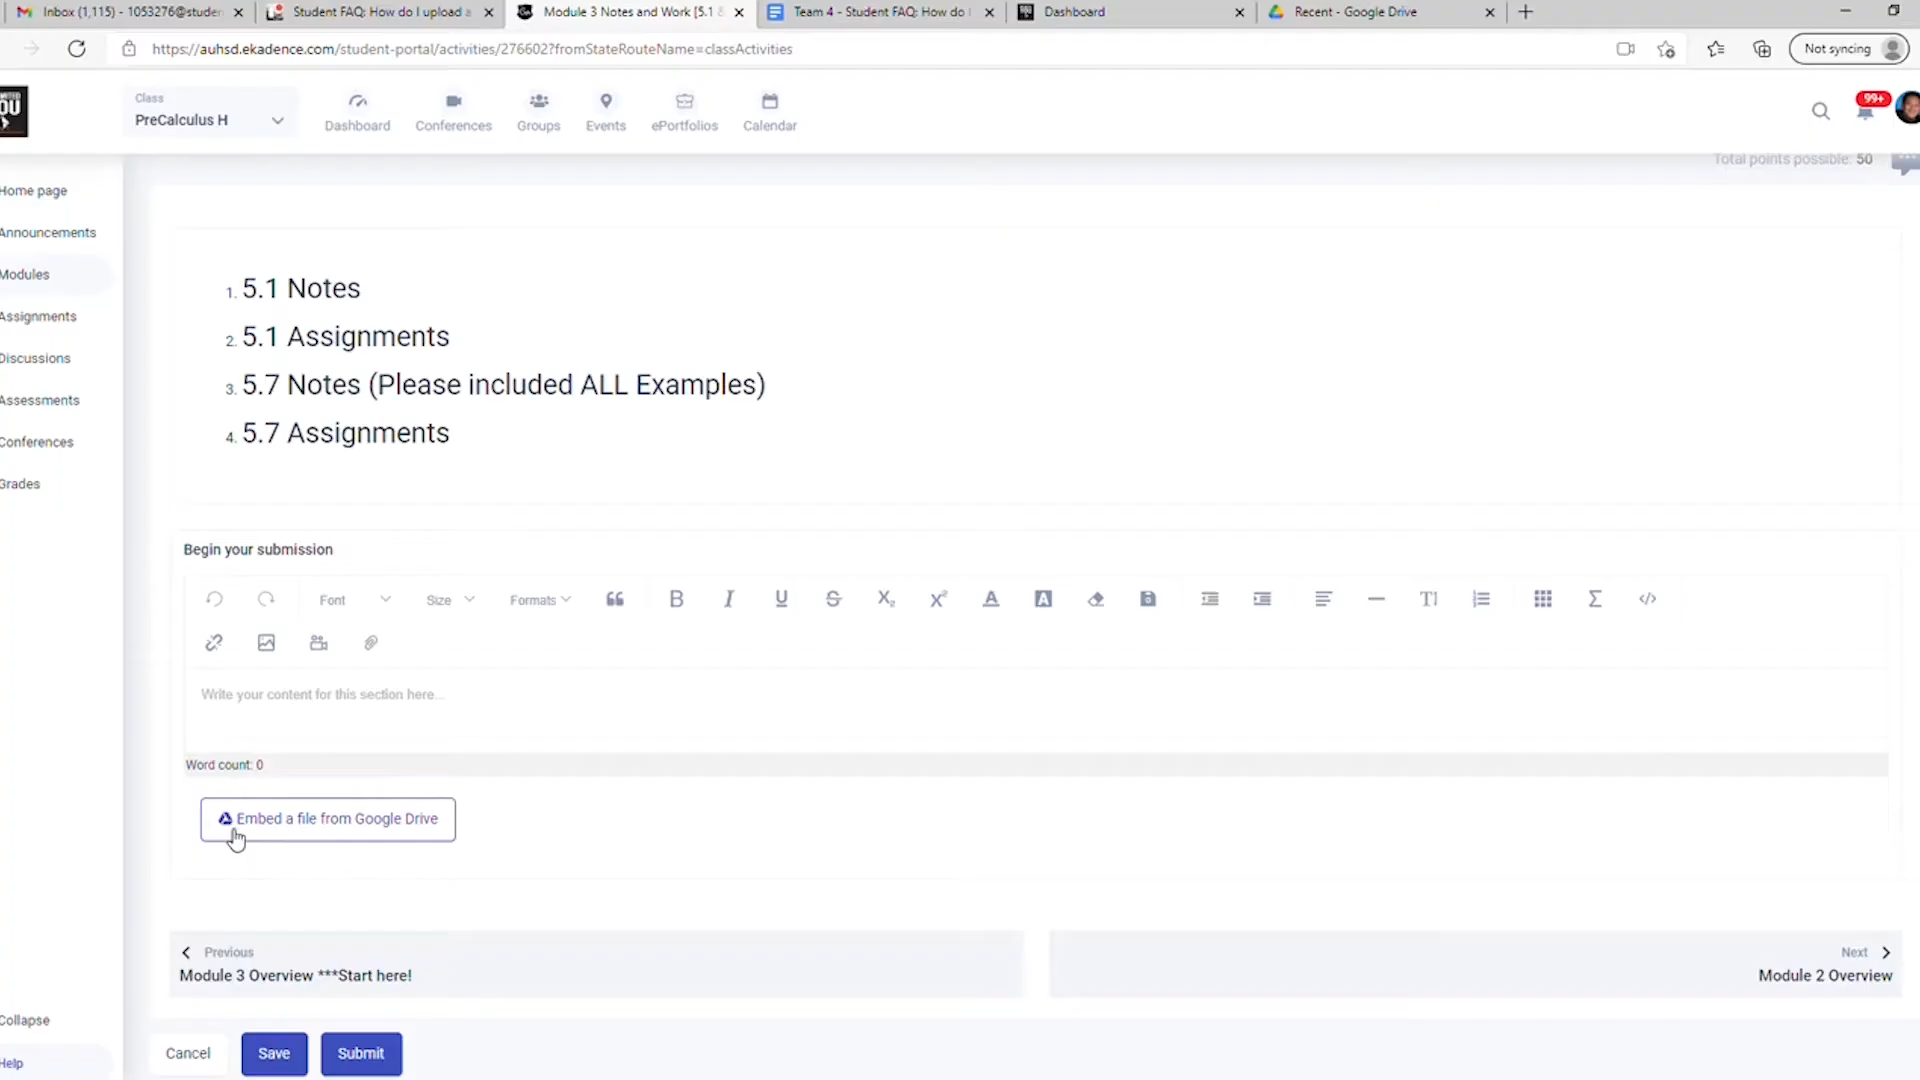 Inbox (1,115) - 1053276@studen
Student FAQ: How do I upload a
Module 3 Notes and Work [5.1 &
Team 4 - Student FAQ: How do I
Dashboard
Recent - Google Drive
https://auhsd.ekadence.com/student-portal/activities/276602?fromStateRouteName=classActivities
Not syncing
YOU
Class
PreCalculus H
Dashboard
Conferences
Groups
Events
ePortfolios
Calendar
99+
Total points possible: 50
Home page
Announcements
Modules
Assignments
Discussions
Assessments
Conferences
Grades
1. 5.1 Notes
2. 5.1 Assignments
3. 5.7 Notes (Please included ALL Examples)
4. 5.7 Assignments
Begin your submission
Font
Size
Formats
Write your content for this section here...
Word count: 0
Embed a file from Google Drive
Previous
Module 3 Overview ***Start here!
Next
Module 2 Overview
Collapse
Help
Cancel
Save
Submit